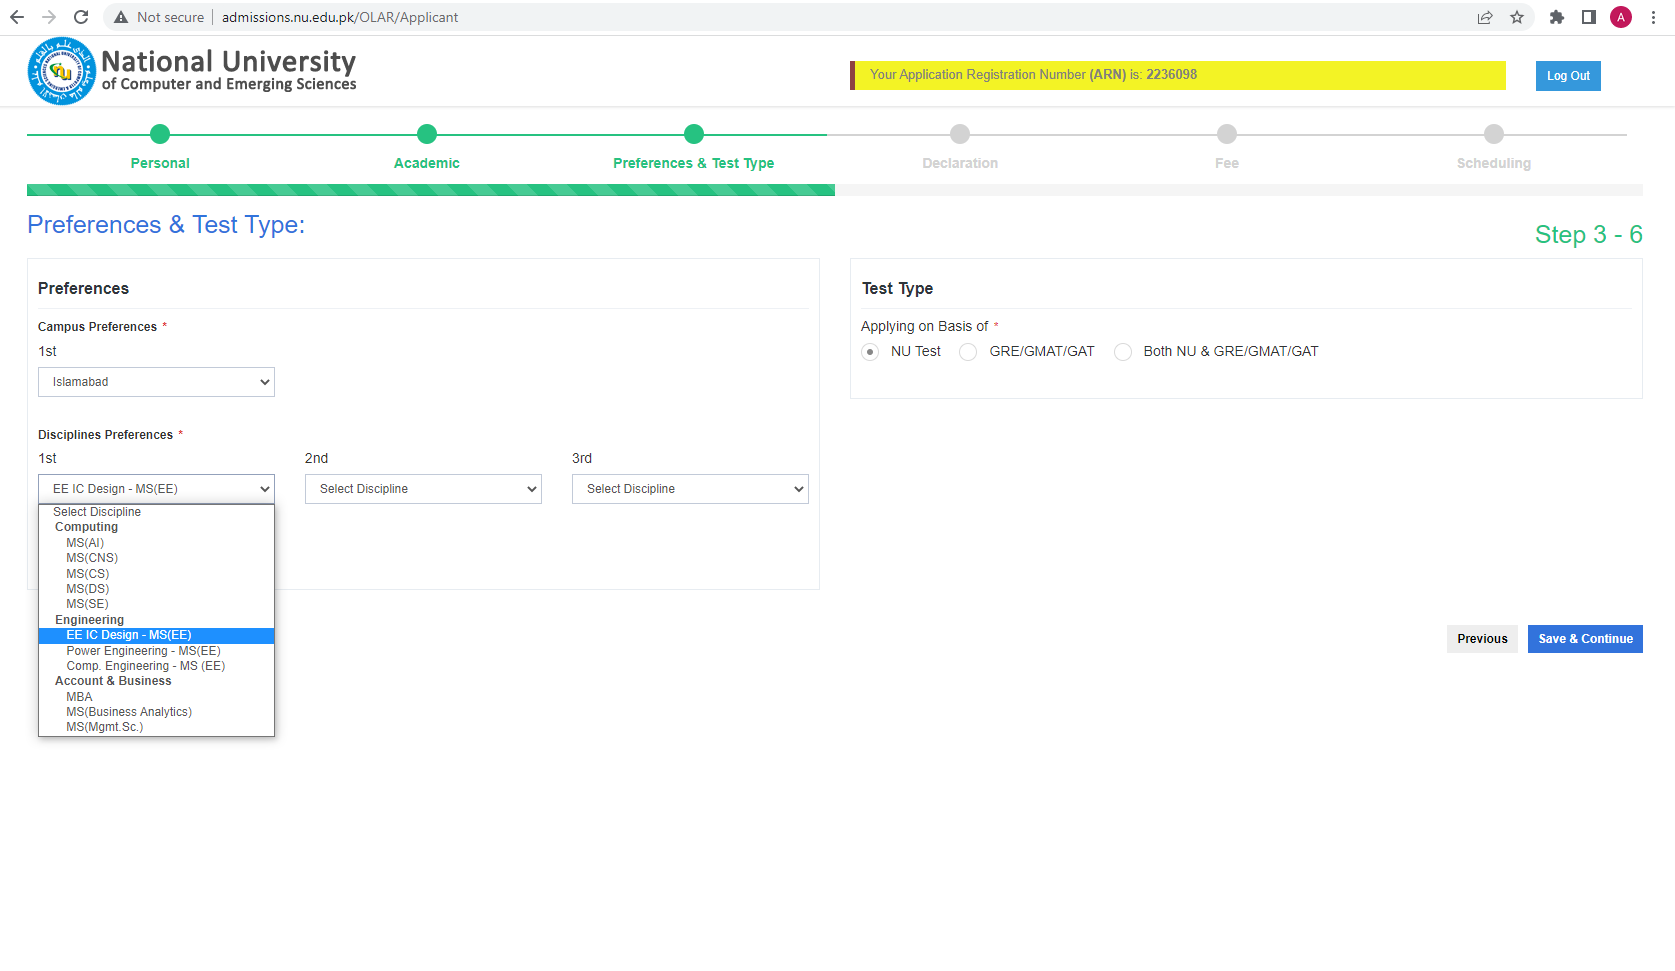 Not secure | admissions.nu.edu.pk/OLAR/Applicant
A
National University
of Computer and Emerging Sciences
Your Application Registration Number (ARN) is: 2236098
Log Out
Personal
Academic
Preferences & Test Type
Declaration
Fee
Scheduling
Preferences & Test Type:
Step 3 - 6
Preferences
Campus Preferences *
1st
Islamabad
Disciplines Preferences *
1st
2nd
3rd
EE IC Design - MS(EE)
Select Discipline
Select Discipline
Select Discipline
Computing
MS(AI)
MS(CNS)
MS(CS)
MS(DS)
MS(SE)
Engineering
EE IC Design - MS(EE)
Power Engineering - MS(EE)
Comp. Engineering - MS (EE)
Account & Business
MBA
MS(Business Analytics)
MS(Mgmt.Sc.)
Test Type
Applying on Basis of *
NU Test
GRE/GMAT/GAT
Both NU & GRE/GMAT/GAT
Previous
Save & Continue